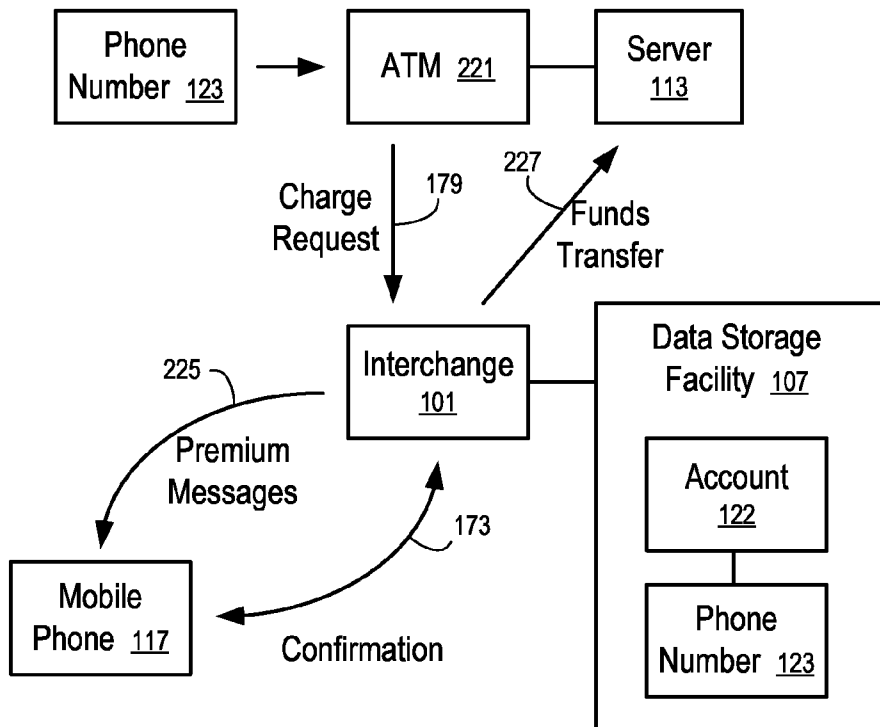 Phone
Number 123
ATM 221
Server
113
Charge
Request
179
227
Funds
Transfer
Interchange
101
Data Storage
Facility 107
225
Premium
Messages
Account
122
173
Mobile
Phone 117
Confirmation
Phone
Number 123